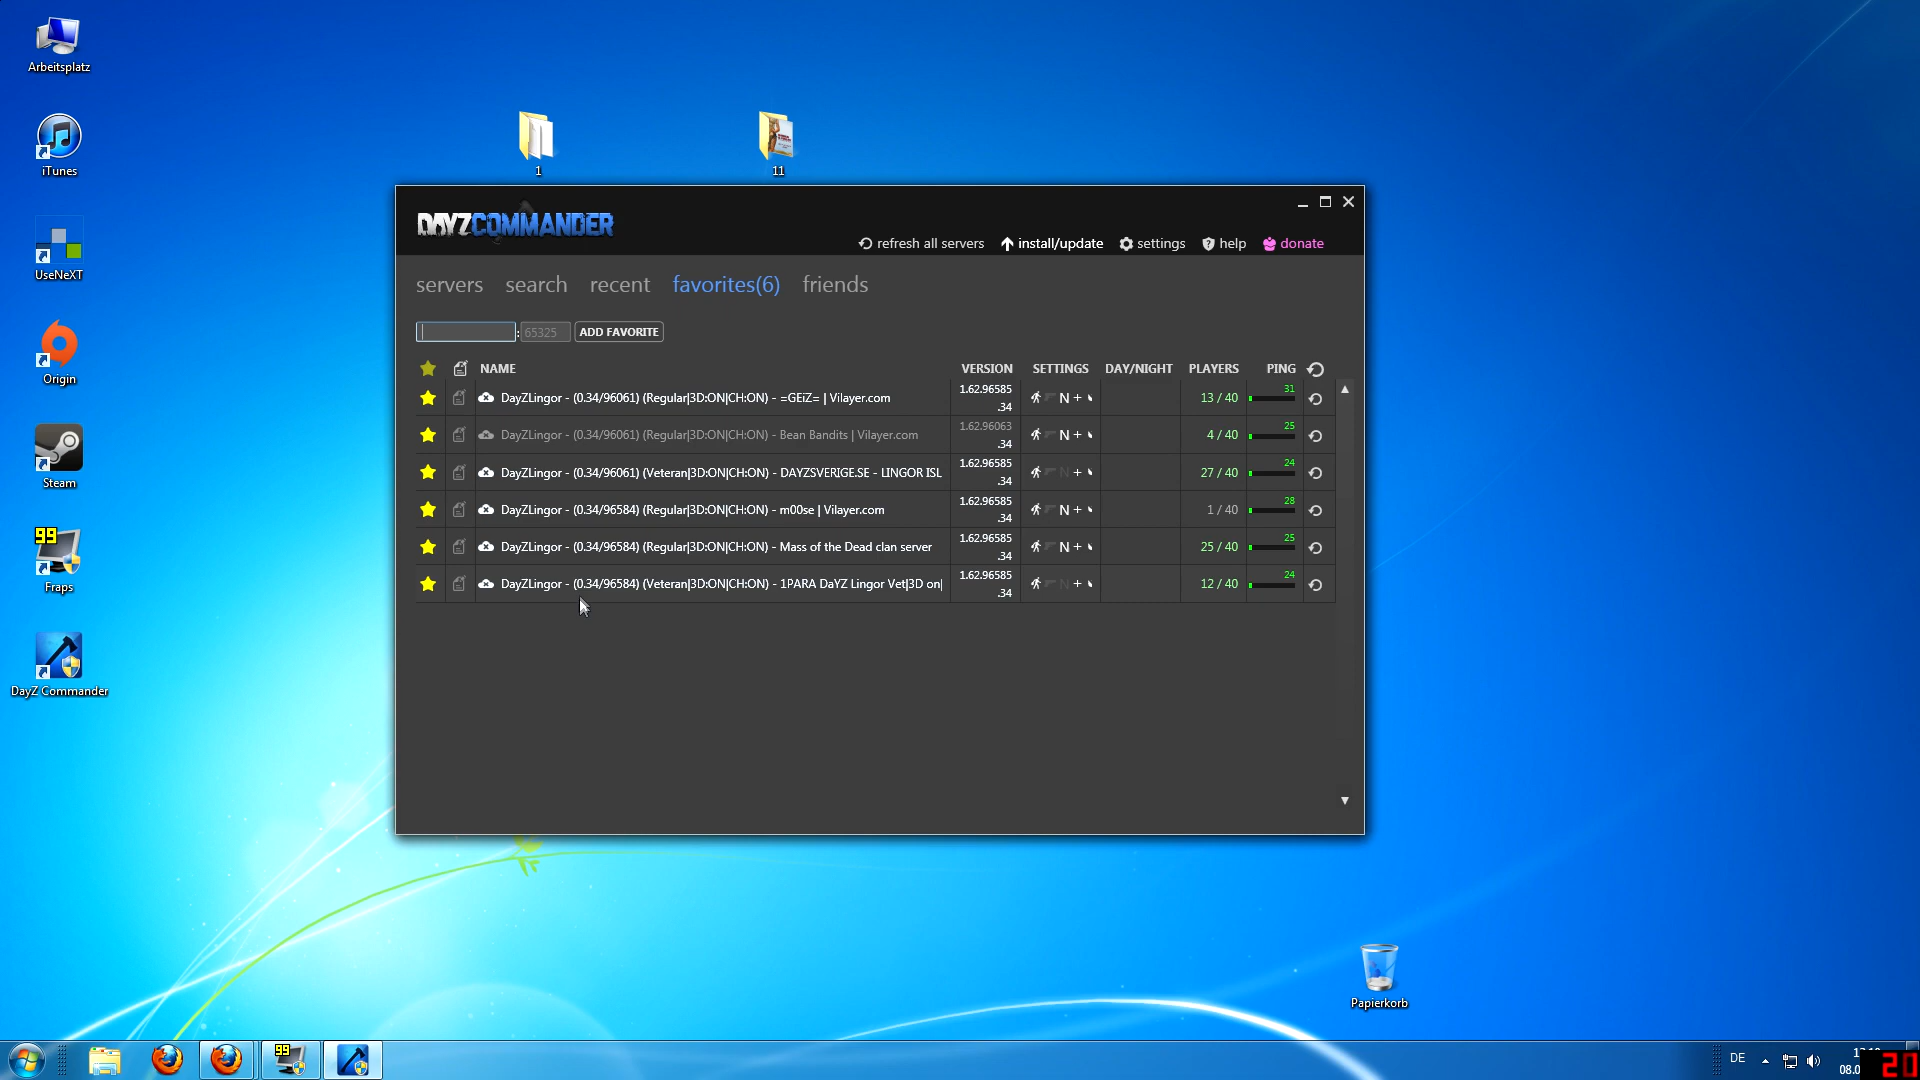 Arbeitsplatz
iTunes
UseNeXT
Origin
Steam
99
Fraps
DayZ Commander
1
11
DAYZCOMMANDER
refresh all servers install/update settings help donate
servers search recent favorites(6) friends
: 65325 ADD FAVORITE
NAME VERSION SETTINGS DAY/NIGHT PLAYERS PING
DayZLingor - (0.34/96061) (Regular|3D:ON|CH:ON) - =GEiZ= | Vilayer.com 1.62.96585 .34 N + 13 / 40 31
DayZLingor - (0.34/96061) (Regular|3D:ON|CH:ON) - Bean Bandits | Vilayer.com 1.62.96063 .34 N + 4 / 40 25
DayZLingor - (0.34/96061) (Veteran|3D:ON|CH:ON) - DAYZSVERIGE.SE - LINGOR ISL 1.62.96585 .34 N + 27 / 40 24
DayZLingor - (0.34/96584) (Regular|3D:ON|CH:ON) - m00se | Vilayer.com 1.62.96585 .34 N + 1 / 40 28
DayZLingor - (0.34/96584) (Regular|3D:ON|CH:ON) - Mass of the Dead clan server 1.62.96585 .34 N + 25 / 40 25
DayZLingor - (0.34/96584) (Veteran|3D:ON|CH:ON) - 1PARA DaYZ Lingor Vet|3D on| 1.62.96585 .34 N + 12 / 40 24
Papierkorb
99
DE
08.0
20